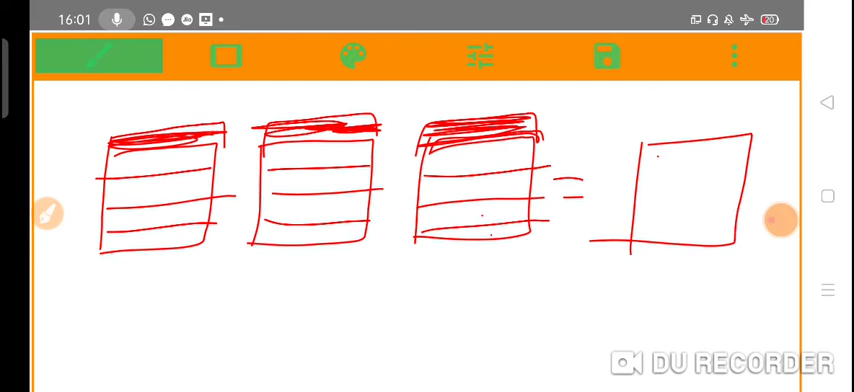 16:01
20
=
DU RECORDER